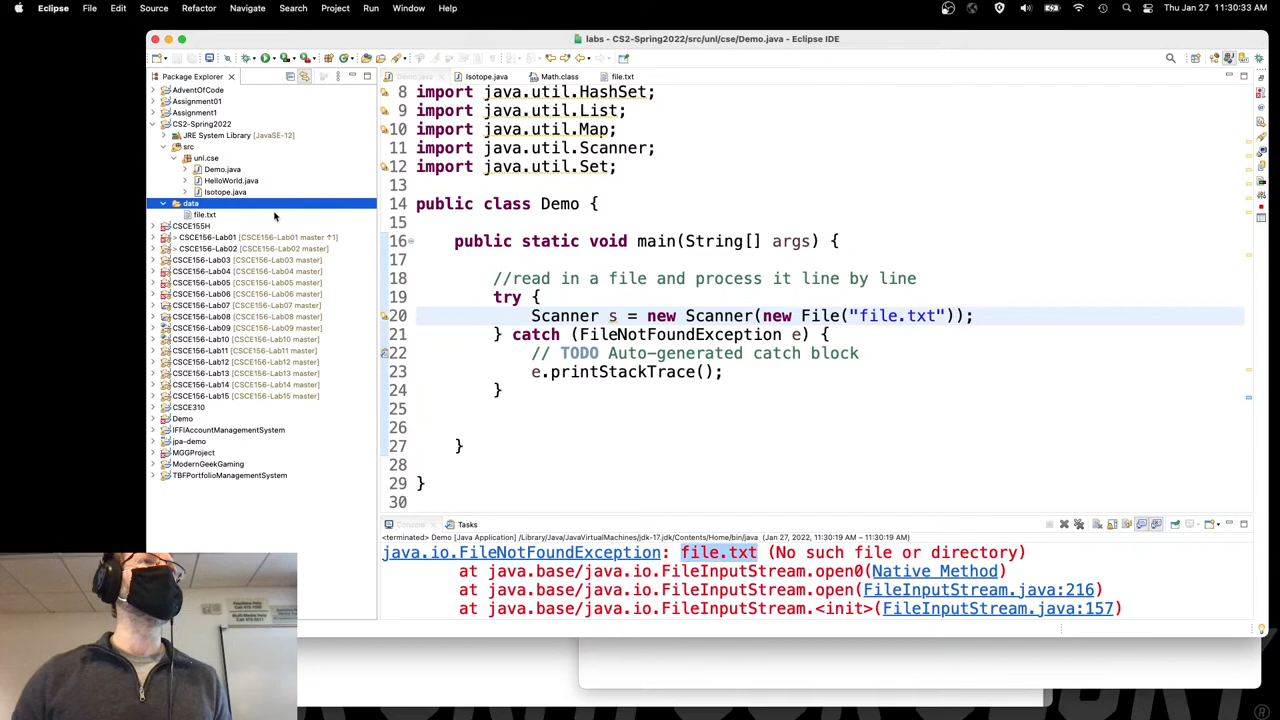 Eclipse File Edit Source Refactor Navigate Search Project Run Window Help Thu Jan 27 11:30:33 AM
labs - CS2-Spring2022/src/unl/cse/Demo.java - Eclipse IDE
Package Explorer
Demo.java Isotope.java Math.class file.txt
AdventOfCode
Assignment01
Assignment1
CS2-Spring2022
JRE System Library [JavaSE-12]
src
unl.cse
Demo.java
HelloWorld.java
Isotope.java
data
file.txt
CSCE155H
> CSCE156-Lab01 [CSCE156-Lab01 master ↑1]
> CSCE156-Lab02 [CSCE156-Lab02 master]
CSCE156-Lab03 [CSCE156-Lab03 master]
CSCE156-Lab04 [CSCE156-Lab04 master]
CSCE156-Lab05 [CSCE156-Lab05 master]
CSCE156-Lab06 [CSCE156-Lab06 master]
CSCE156-Lab07 [CSCE156-Lab07 master]
CSCE156-Lab08 [CSCE156-Lab08 master]
CSCE156-Lab09 [CSCE156-Lab09 master]
CSCE156-Lab10 [CSCE156-Lab10 master]
CSCE156-Lab11 [CSCE156-Lab11 master]
CSCE156-Lab12 [CSCE156-Lab12 master]
CSCE156-Lab13 [CSCE156-Lab13 master]
CSCE156-Lab14 [CSCE156-Lab14 master]
CSCE156-Lab15 [CSCE156-Lab15 master]
CSCE310
Demo
IFFIAccountManagementSystem
jpa-demo
MGGProject
ModernGeekGaming
TBFPortfolioManagementSystem
8 import java.util.HashSet;
9 import java.util.List;
10 import java.util.Map;
11 import java.util.Scanner;
12 import java.util.Set;
13
14 public class Demo {
15
16 public static void main(String[] args) {
17
18 //read in a file and process it line by line
19 try {
20 Scanner s = new Scanner(new File("file.txt"));
21 } catch (FileNotFoundException e) {
22 // TODO Auto-generated catch block
23 e.printStackTrace();
24 }
25
26
27 }
28
29 }
30
Console Tasks
<terminated> Demo [Java Application] /Library/Java/JavaVirtualMachines/jdk-17.jdk/Contents/Home/bin/java (Jan 27, 2022, 11:30:19 AM – 11:30:19 AM)
java.io.FileNotFoundException: file.txt (No such file or directory)
at java.base/java.io.FileInputStream.open0(Native Method)
at java.base/java.io.FileInputStream.open(FileInputStream.java:216)
at java.base/java.io.FileInputStream.<init>(FileInputStream.java:157)